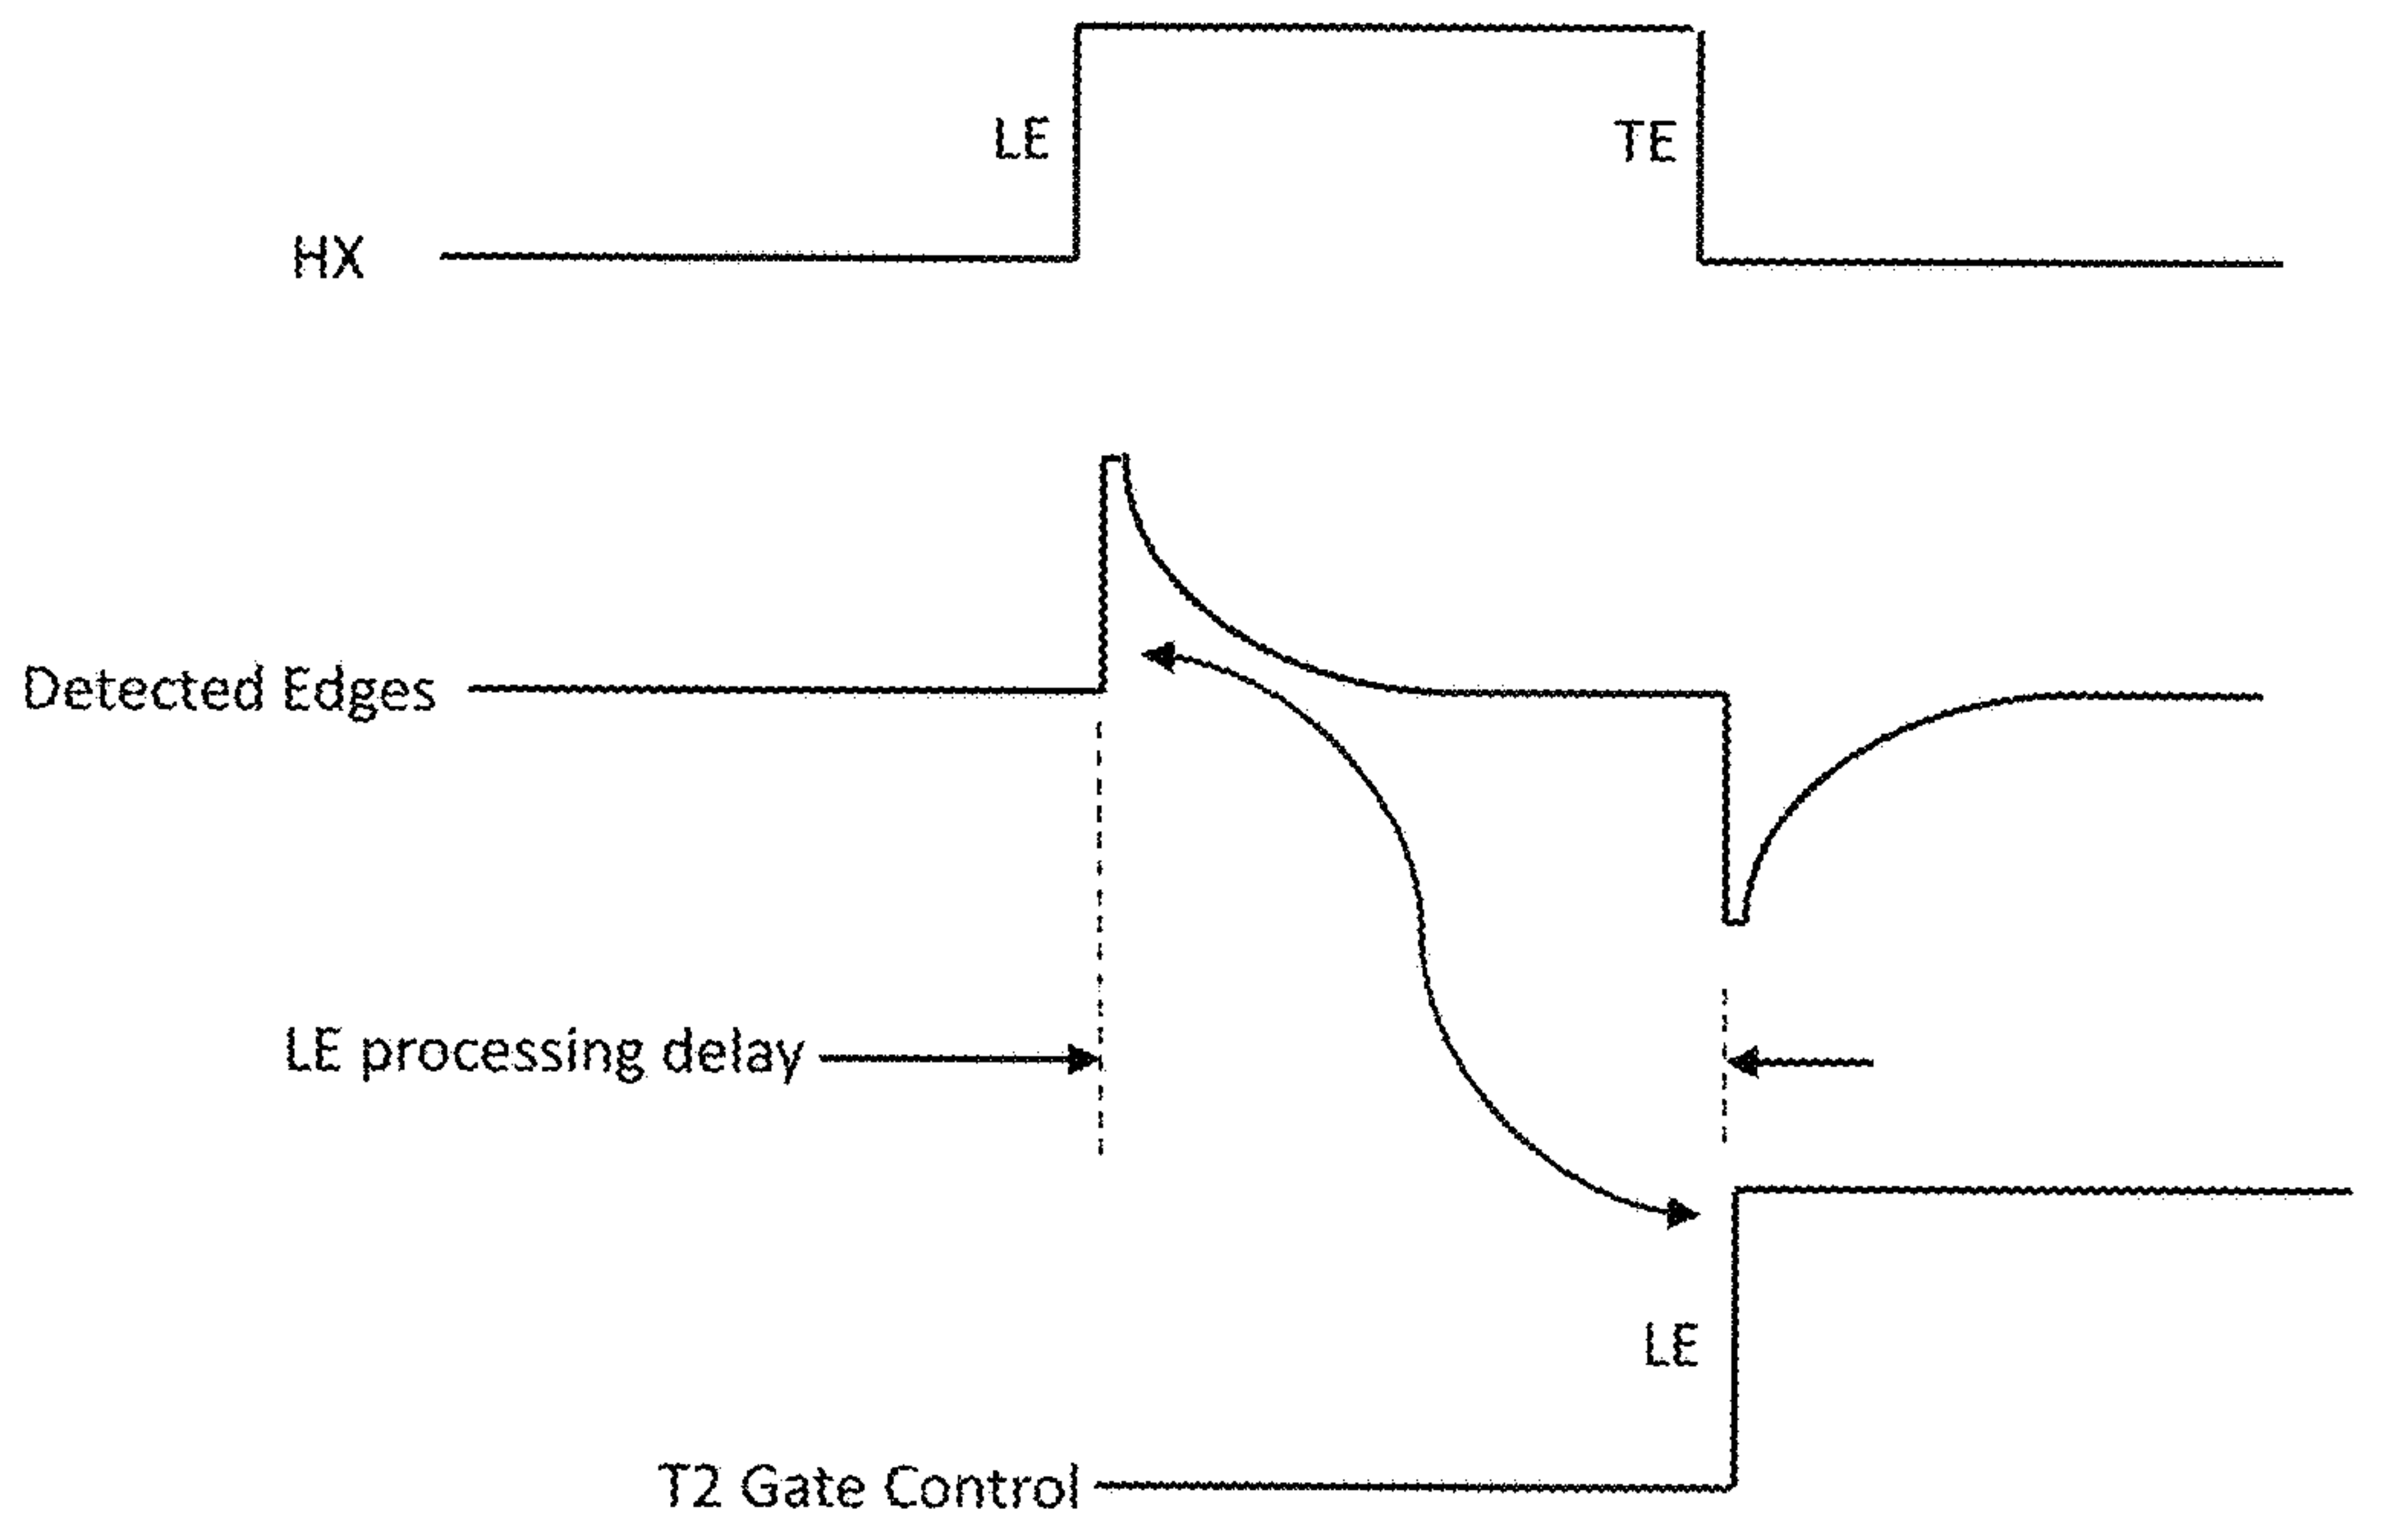 LE
TE
HX
Detected Edges
LE processing delay
LE
T2 Gate Control